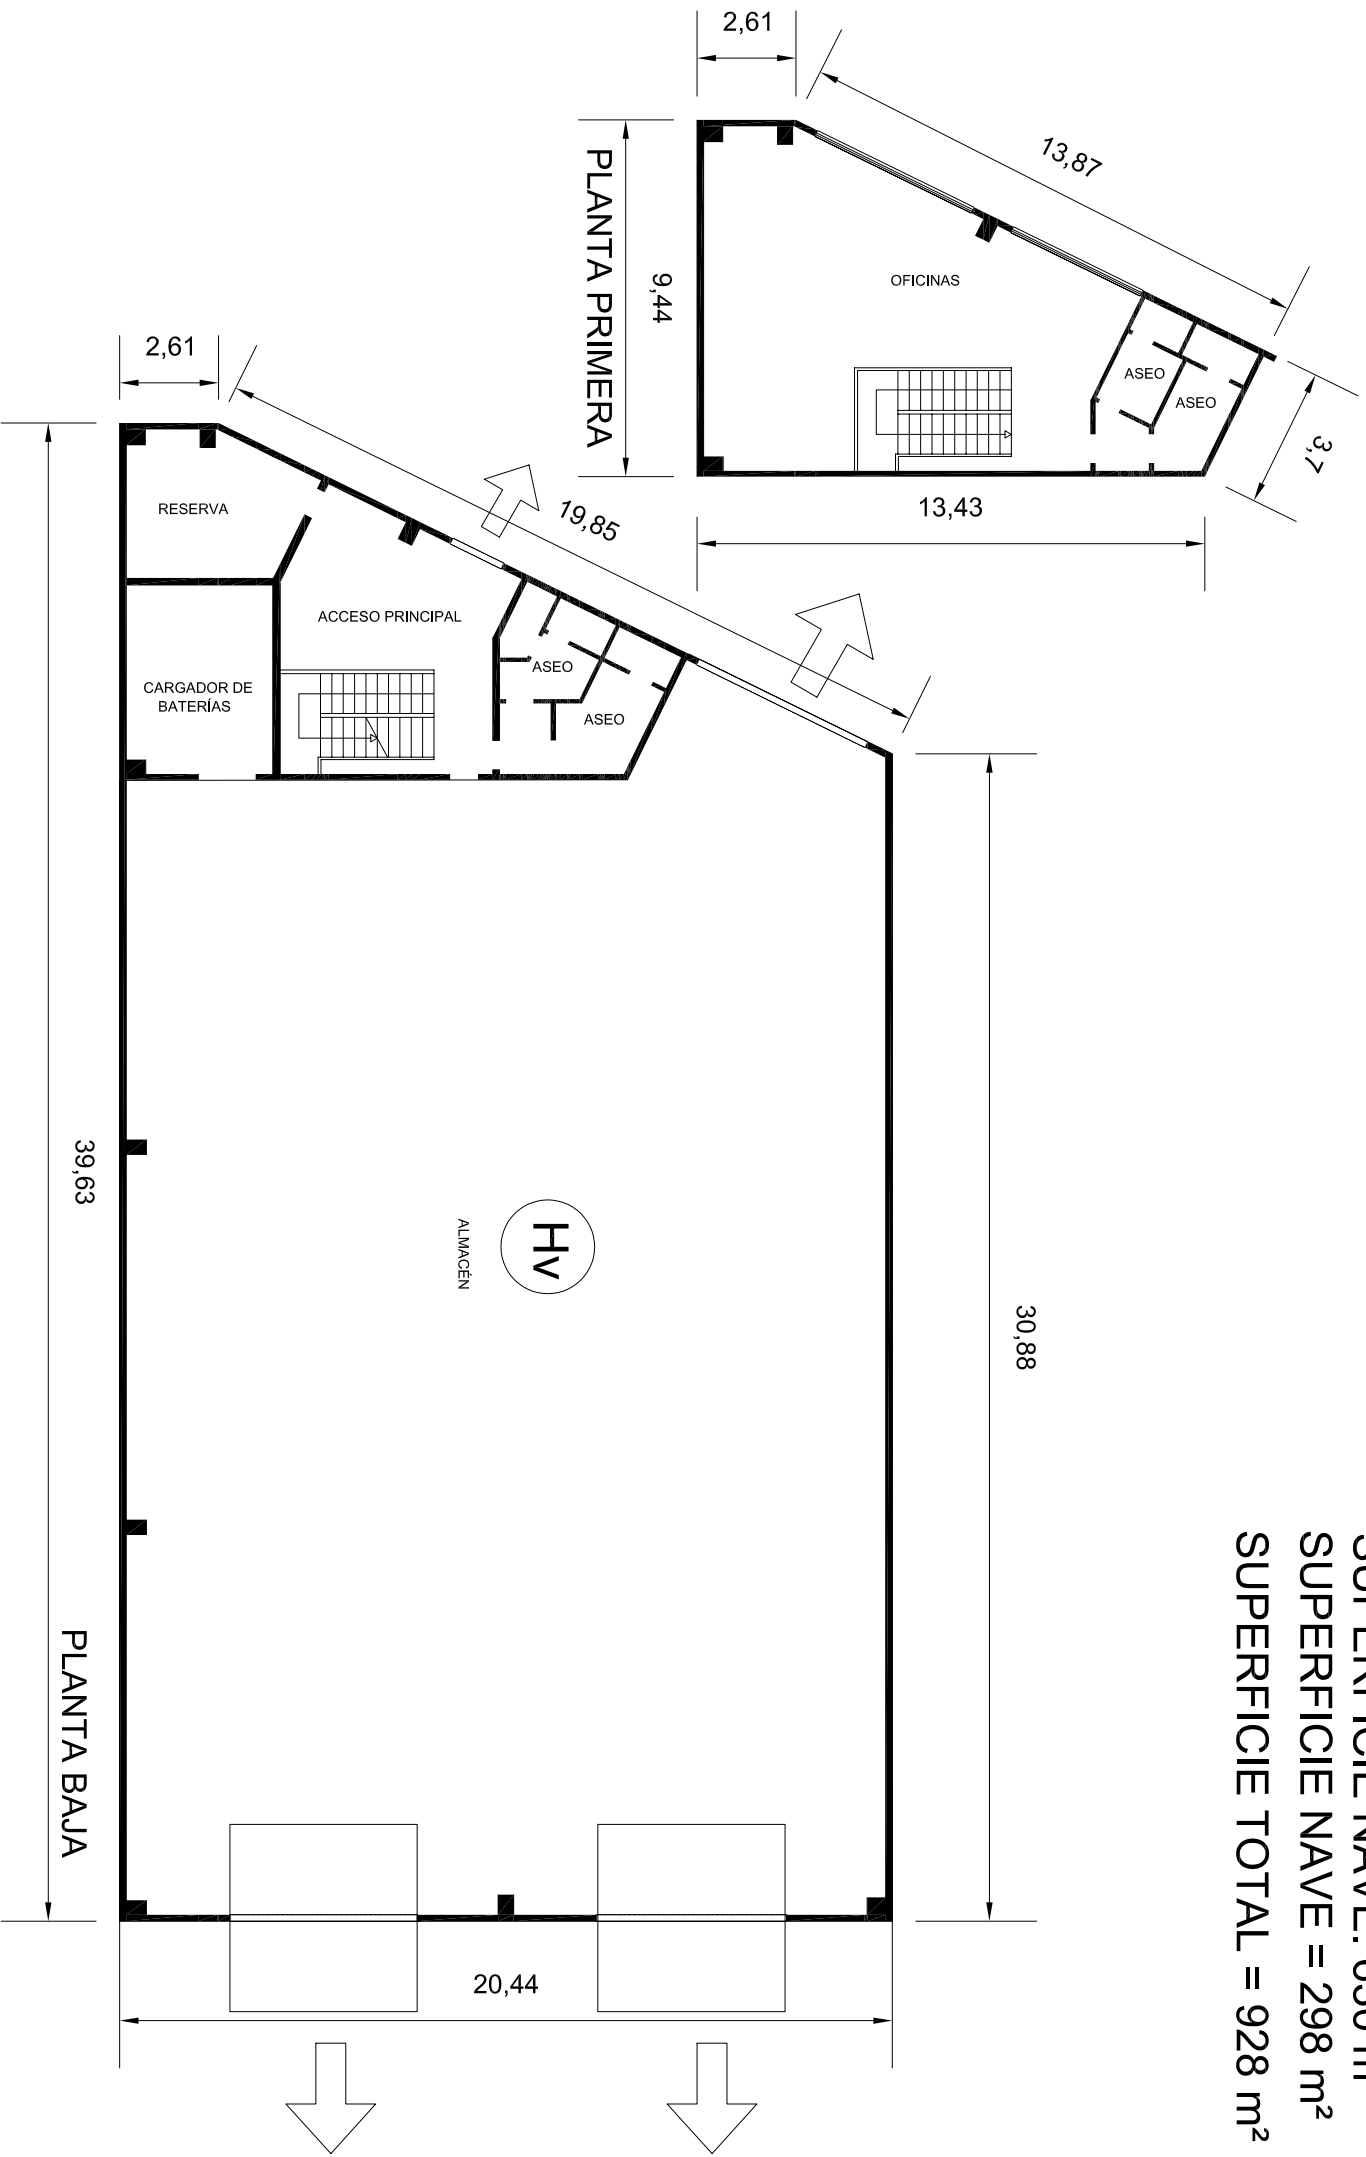 2,61
13,87
OFICINAS
ASEO
ASEO
3,7
9,44
PLANTA PRIMERA
13,43
2,61
19,85
RESERVA
ACCESO PRINCIPAL
CARGADOR DE
BATERÍAS
ASEO
ASEO
39,63
Hv
ALMACÉN
30,88
PLANTA BAJA
20,44
SUPERFICIE NAVE:
SUPERFICIE NAVE = 298 m²
SUPERFICIE TOTAL = 928 m²